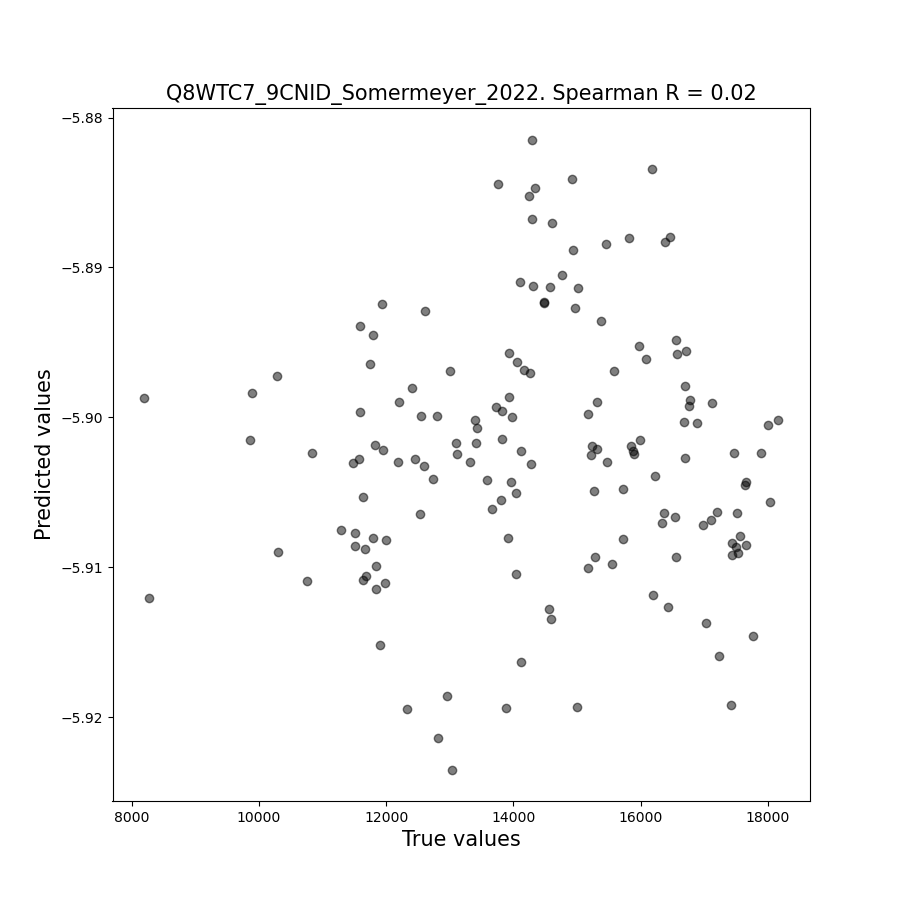 Q8WTC7_9CNID_Somermeyer_2022. Spearman R = 0.02
−5.88
−5.89
−5.90
−5.91
−5.92
Predicted values
8000 10000 12000 14000 16000 18000
True values